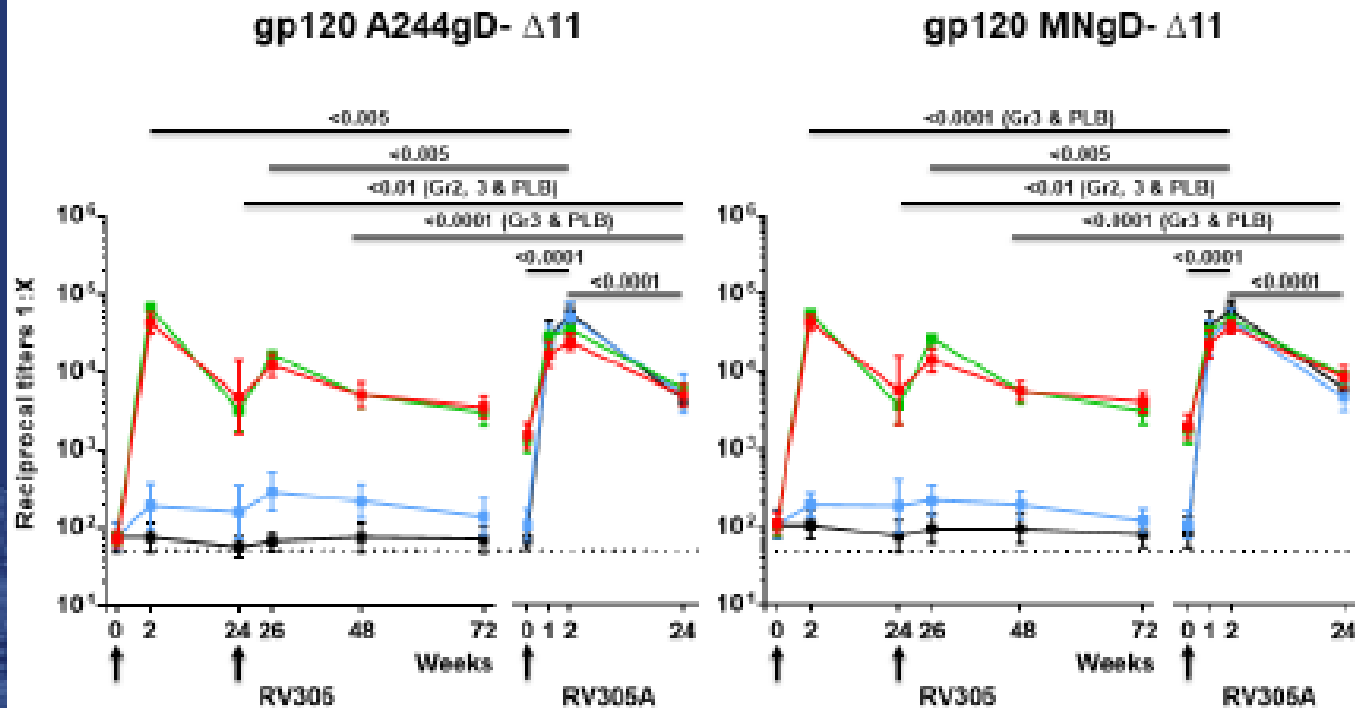 gp120 A244gD- Δ11
<0.005
<0.005
<0.01 (Gr2, 3 & PLB)
<0.0001 (Gr3 & PLB)
<0.0001
<0.0001
Reciprocal titers 1:X
10⁶
10⁵
10⁴
10³
10²
10¹
0 2 24 26 48 72 0 1 2 24
Weeks
RV305 RV305A
gp120 MNgD- Δ11
<0.0001 (Gr3 & PLB)
<0.005
<0.01 (Gr2, 3 & PLB)
<0.0001 (Gr3 & PLB)
<0.0001
<0.0001
10⁶
10⁵
10⁴
10³
10²
10¹
0 2 24 26 48 72 0 1 2 24
Weeks
RV305 RV305A